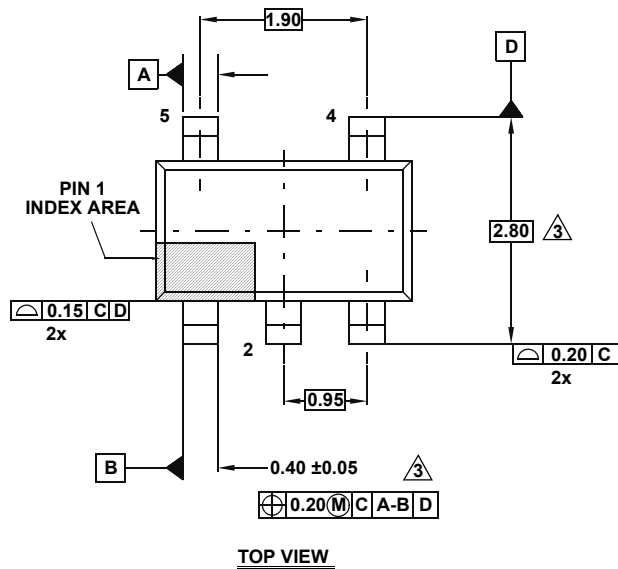 1.90
D
A
5
4
PIN 1
INDEX AREA
2.80 3
0.15 C D
2x
2
0.20 C
2x
0.95
B
0.40 ±0.05 3
0.20 M C A-B D
TOP VIEW